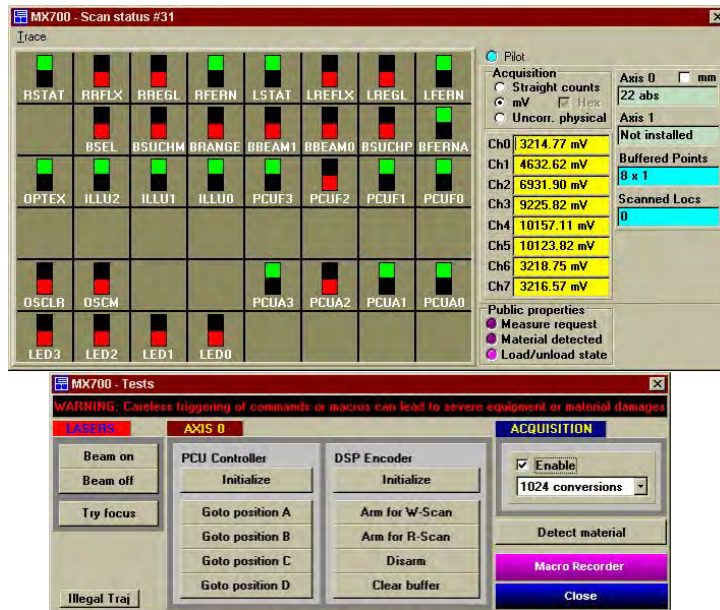 MX700 - Scan status #31
Trace
RSTAT RRFLX RREGL RFERN LSTAT LREFLX LREGL LFERN
BSEL BSUCHM BRANGE BBEAM1 BBEAM0 BSUCHP BFERNA
OPTEX ILLU2 ILLU1 ILLU0 PCUF3 PCUF2 PCUF1 PCUF0
OSCLR OSCM PCUA3 PCUA2 PCUA1 PCUA0
LED3 LED2 LED1 LED0
Pilot
Acquisition
Straight counts
mV Hex
Uncorr. physical
Ch0 3214.77 mV
Ch1 4632.62 mV
Ch2 6931.90 mV
Ch3 9225.82 mV
Ch4 10157.11 mV
Ch5 10123.82 mV
Ch6 3218.75 mV
Ch7 3216.57 mV
Axis 0 mm
22 abs
Axis 1
Not installed
Buffered Points
8 x 1
Scanned Locs
0
Public properties
Measure request
Material detected
Load/unload state
MX700 - Tests
WARNING: Careless triggering of commands or macros can lead to severe equipment or material damages
LASERS
Beam on
Beam off
Try focus
Illegal Traj
AXIS 0
PCU Controller
Initialize
Goto position A
Goto position B
Goto position C
Goto position D
DSP Encoder
Initialize
Arm for W-Scan
Arm for R-Scan
Disarm
Clear buffer
ACQUISITION
Enable
1024 conversions
Detect material
Macro Recorder
Close